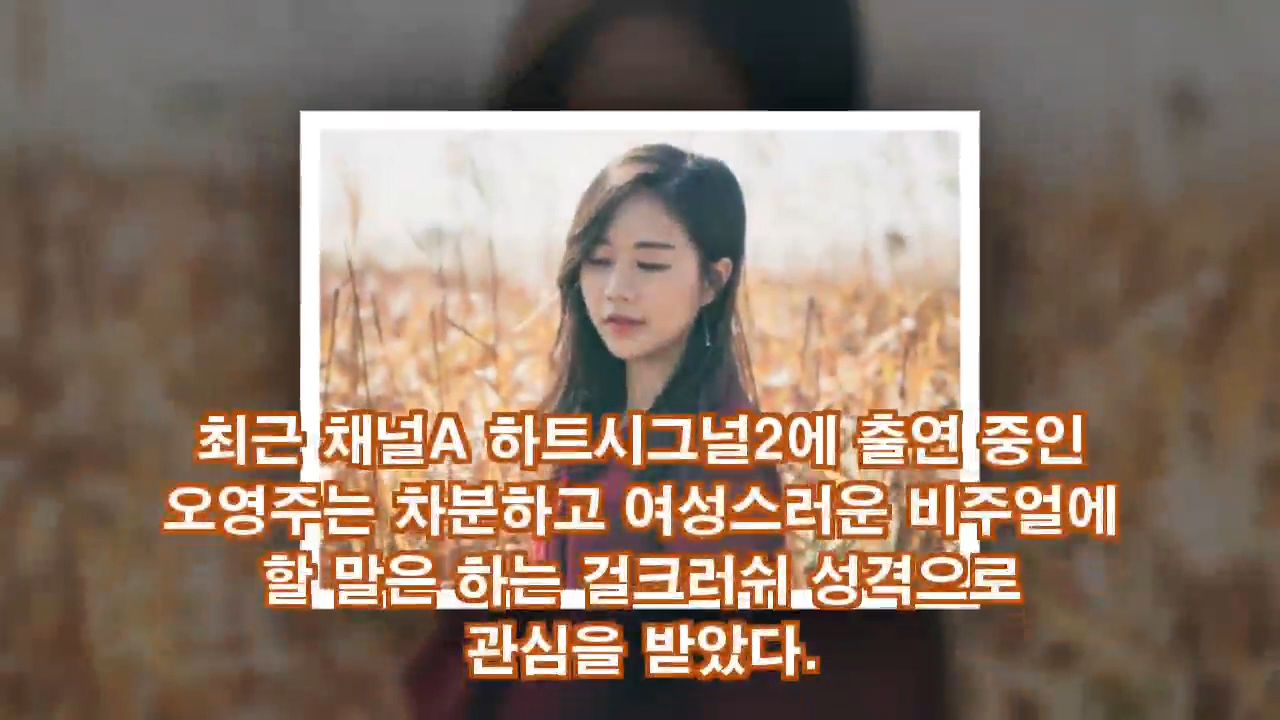 최근 채널A 하트시그널2에 출연 중인
오영주는 차분하고 여성스러운 비주얼에
할 말은 하는 걸크러쉬 성격으로
관심을 받았다.